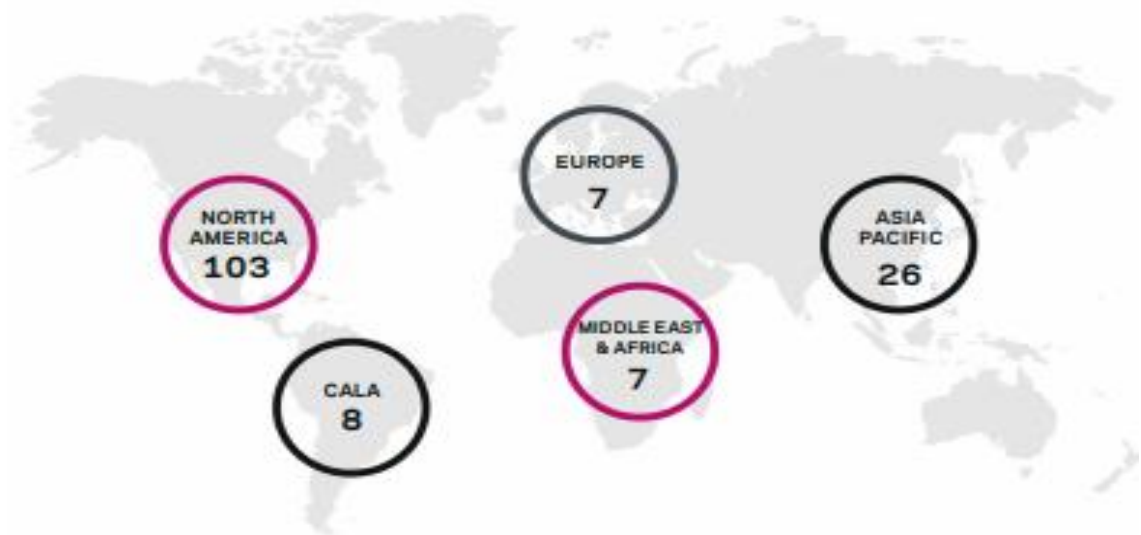 EUROPE
7
NORTH
AMERICA
103
ASIA
PACIFIC
26
MIDDLE EAST
& AFRICA
7
CALA
8